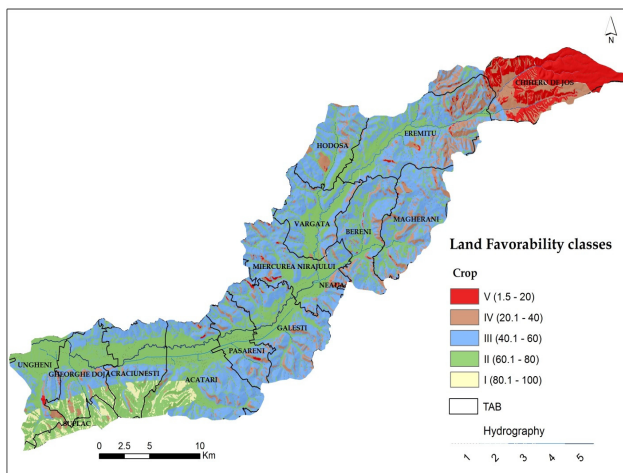 N
CHIHERU DE JOS
EREMITU
HODOSA
VARGATA
BERENI
MAGHERANI
MIERCUREA NIRAJULUI
NEAUA
GALESTI
PASARENI
UNGHENI
GHEORGHE DOJA
CRACIUNESTI
ACATARI
SUPLAC
Land Favorability classes
Crop
V (1.5 - 20)
IV (20.1 - 40)
III (40.1 - 60)
II (60.1 - 80)
I (80.1 - 100)
TAB
Hydrography
1 2 3 4 5
0 2.5 5 10
Km